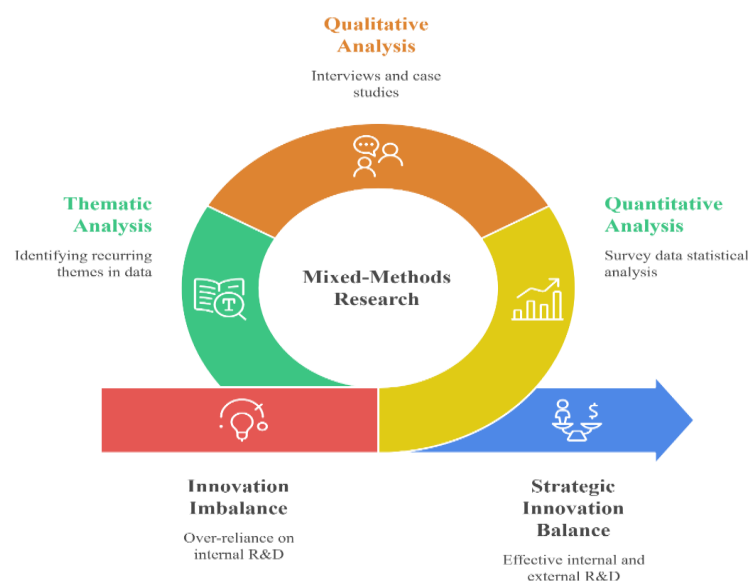 Qualitative
Analysis
Interviews and case
studies
Thematic
Analysis
Identifying recurring
themes in data
Quantitative
Analysis
Survey data statistical
analysis
Mixed-Methods
Research
T
$
Innovation
Imbalance
Over-reliance on
internal R&D
Strategic
Innovation
Balance
Effective internal and
external R&D